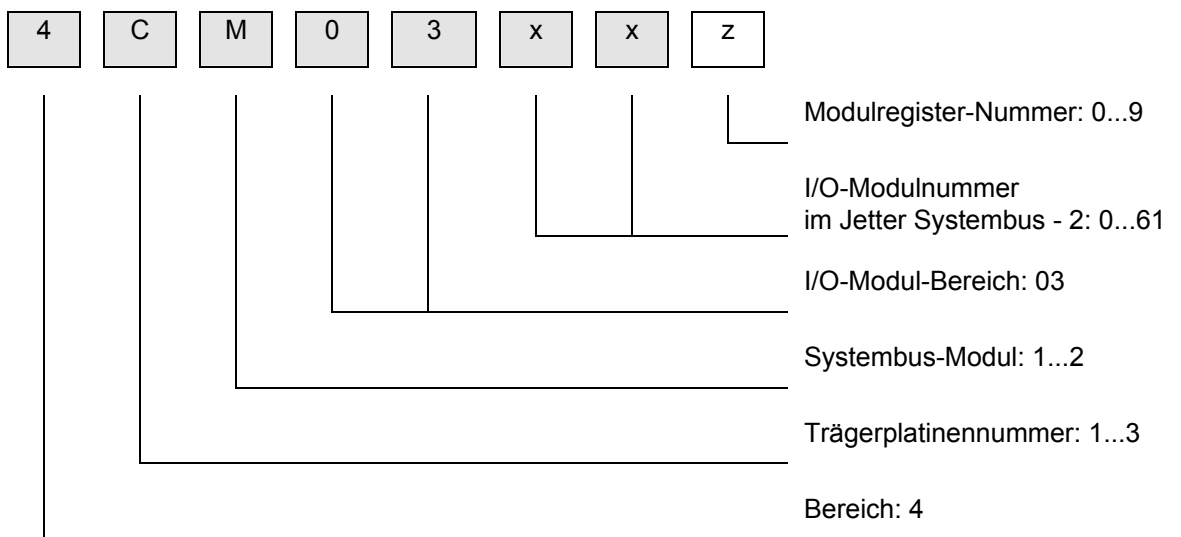 4 C M 0 3 x x z
Modulregister-Nummer: 0...9
I/O-Modulnummer
im Jetter Systembus - 2: 0...61
I/O-Modul-Bereich: 03
Systembus-Modul: 1...2
Trägerplatinennummer: 1...3
Bereich: 4